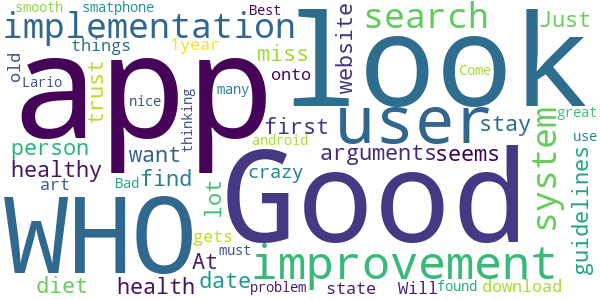 smooth smatphone Best
implementation look search Just
old things 1year miss website Come
app Lario trust nice many onto
thinking android user stay great
person first system use
healthy want arguments seems
art Bad find crazy Good
WHO lot gets guidelines
At improvement
diet health date must
problem state Will found download